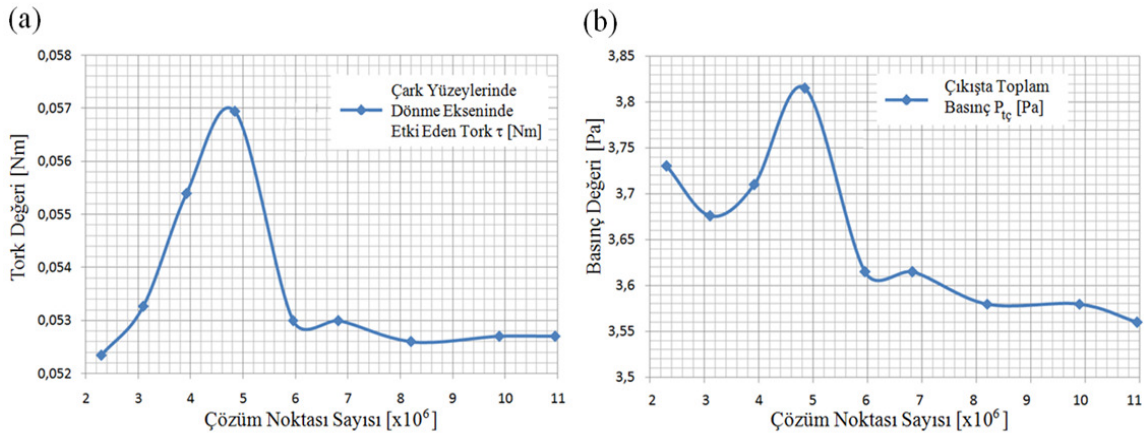 (a)
0,058
0,057
0,056
0,055
0,054
0,053
0,052
Tork Değeri [Nm]
Çark Yüzeylerinde
Dönme Ekseninde
Etki Eden Tork τ [Nm]
2 3 4 5 6 7 8 9 10 11
Çözüm Noktası Sayısı [x10⁶]
(b)
3,85
3,8
3,75
3,7
3,65
3,6
3,55
3,5
Basınç Değeri [Pa]
Çıkışta Toplam
Basınç P_tç [Pa]
2 3 4 5 6 7 8 9 10 11
Çözüm Noktası Sayısı [x10⁶]